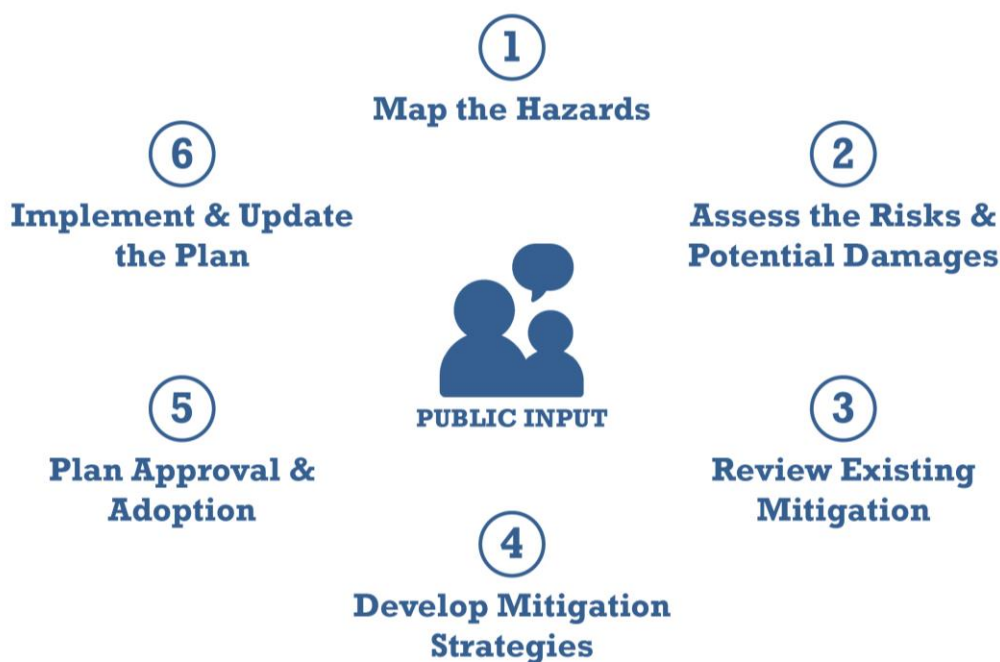 1
Map the Hazards
2
Assess the Risks &
Potential Damages
3
Review Existing
Mitigation
4
Develop Mitigation
Strategies
5
Plan Approval &
Adoption
6
Implement & Update
the Plan
PUBLIC INPUT